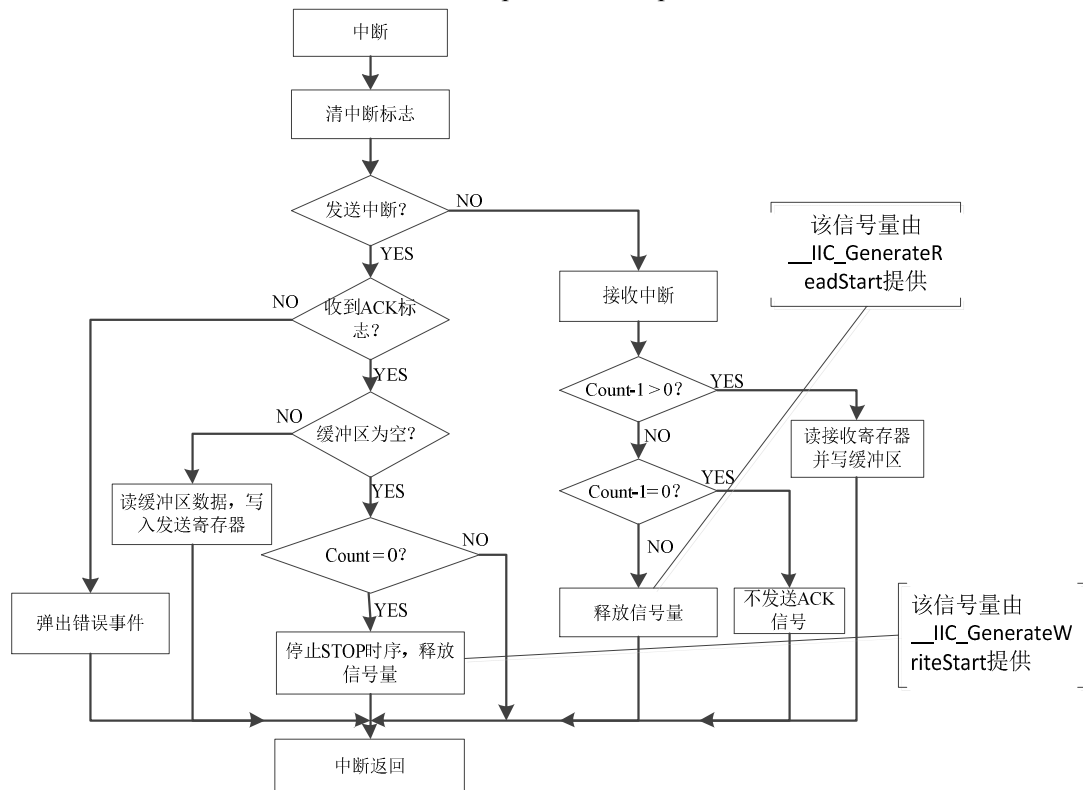 中断
清中断标志
发送中断?
NO
YES
收到ACK标
志?
NO
YES
缓冲区为空?
NO
YES
读缓冲区数据，写
入发送寄存器
Count=0?
NO
YES
弹出错误事件
停止STOP时序，释放
信号量
接收中断
Count-1>0?
YES
NO
读接收寄存器
并写缓冲区
Count-1=0?
YES
NO
释放信号量
不发送ACK
信号
该信号量由
__IIC_GenerateR
eadStart提供
该信号量由
__IIC_GenerateW
riteStart提供
中断返回